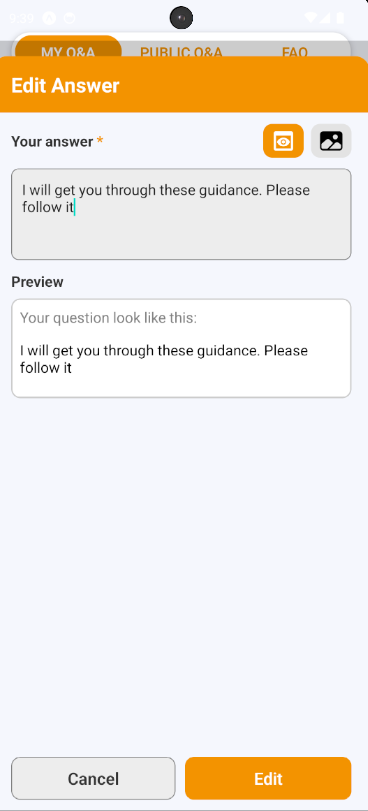 9:39
MY Q&A PUBLIC Q&A FAQ
Edit Answer
Your answer *
I will get you through these guidance. Please
follow it
Preview
Your question look like this:
I will get you through these guidance. Please
follow it
Cancel Edit